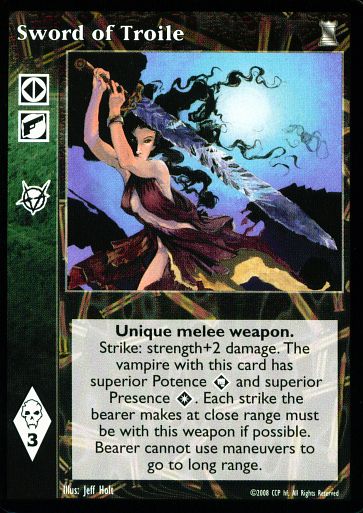 Sword of Troile
Unique melee weapon.
Strike: strength+2 damage. The
vampire with this card has
superior Potence and superior
Presence . Each strike the
bearer makes at close range must
be with this weapon if possible.
Bearer cannot use maneuvers to
go to long range.
3
Illus: Jeff Holt
©2008 CCP hf. All Rights Reserved